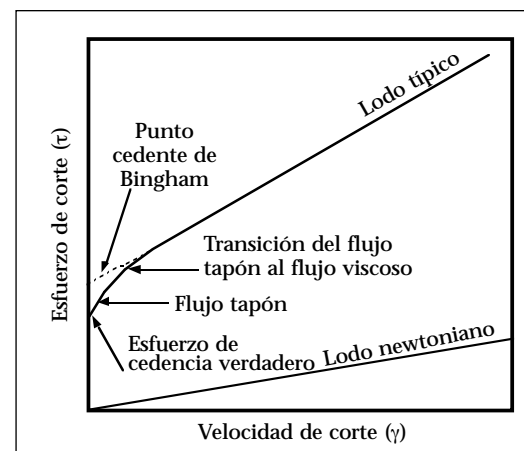 Lodo típico
Punto
cedente de
Bingham
Esfuerzo de corte (τ)
Transición del flujo
tapón al flujo viscoso
Flujo tapón
Esfuerzo de
cedencia verdadero
Lodo newtoniano
Velocidad de corte (γ)